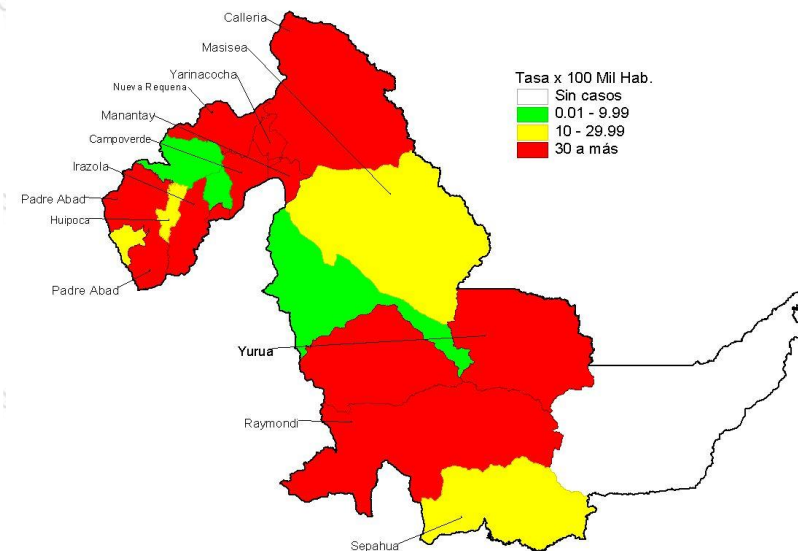 Calleria
Masisea
Yarinacocha
Nueva Requena
Manantay
Campoverde
Irazola
Padre Abad
Huipoca
Padre Abad
Yurua
Raymondi
Sepahua
Tasa x 100 Mil Hab.
Sin casos
0.01 - 9.99
10 - 29.99
30 a más